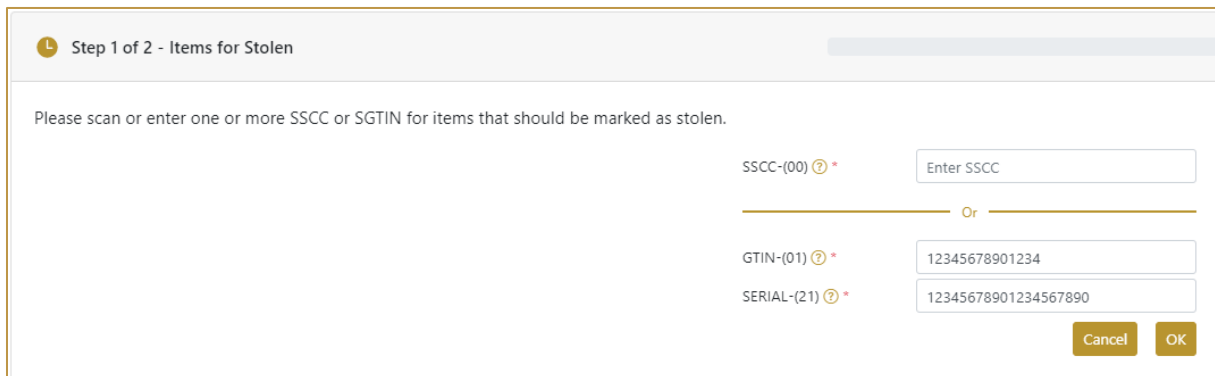 Step 1 of 2 - Items for Stolen
Please scan or enter one or more SSCC or SGTIN for items that should be marked as stolen.
SSCC-(00) ? * Enter SSCC
Or
GTIN-(01) ? * 12345678901234
SERIAL-(21) ? * 12345678901234567890
Cancel OK